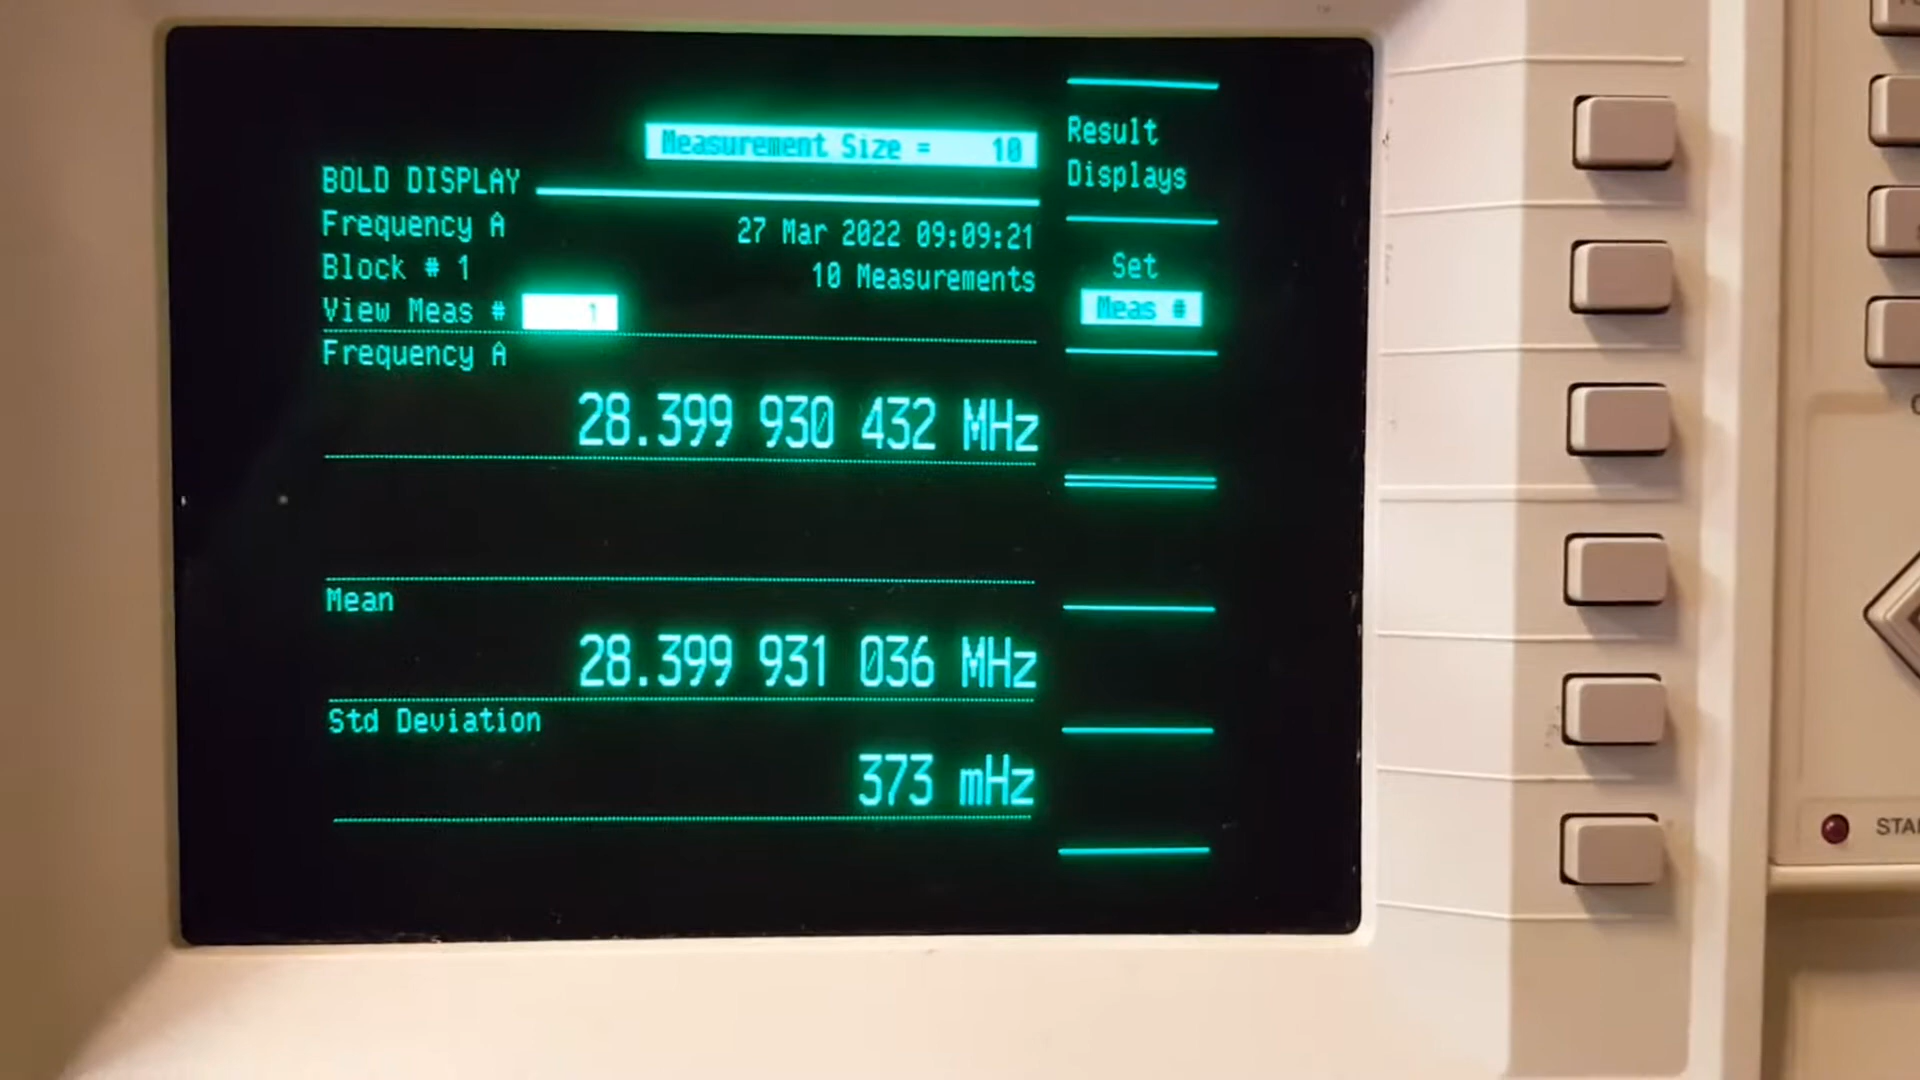 Measurement Size = 10
BOLD DISPLAY
Frequency A
27 Mar 2022 09:09:21
Block # 1
10 Measurements
View Meas # 1
Frequency A
28.399 930 432 MHz
Mean
28.399 931 036 MHz
Std Deviation
373 mHz
Result
Displays
Set
Meas #